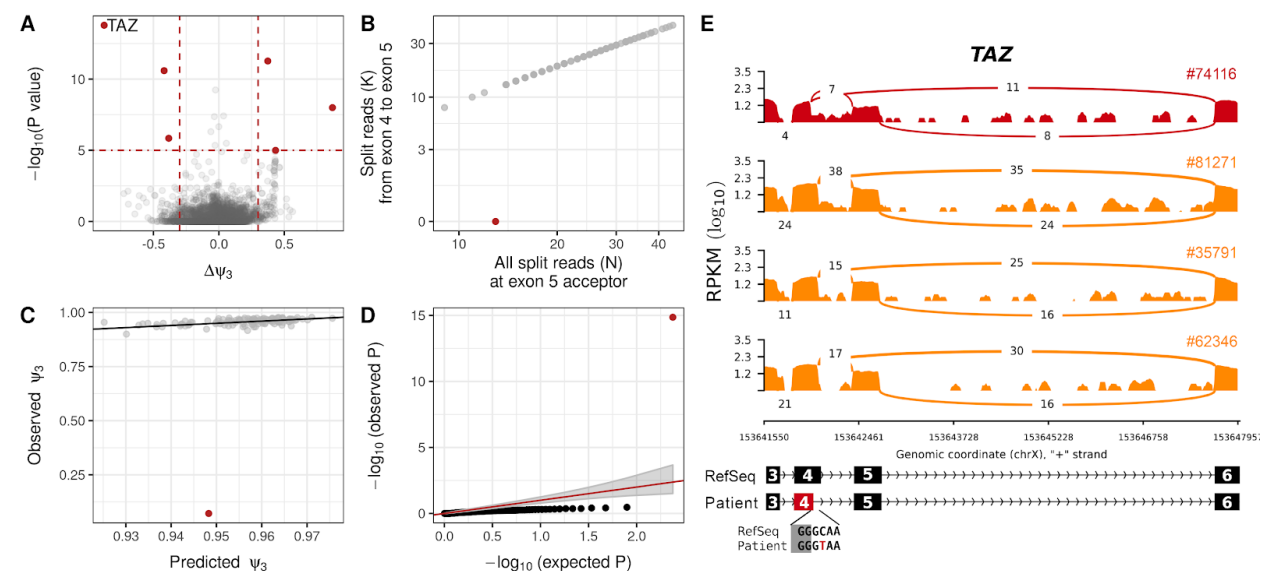 A
TAZ
10
5
0
-0.5
0.0
0.5
−log10(P value)
Δψ3
B
30
10
3
0
10
20
30
40
Split reads (K)
from exon 4 to exon 5
All split reads (N)
at exon 5 acceptor
C
1.00
0.75
0.50
0.25
0.93
0.94
0.95
0.96
0.97
Observed ψ3
Predicted ψ3
D
15
10
5
0
0.0
0.5
1.0
1.5
2.0
−log10 (observed P)
−log10 (expected P)
E
TAZ
RPKM (log10)
3.5
2.3
1.2
#74116
7
11
4
8
3.5
2.3
1.2
#81271
38
35
24
24
3.5
2.3
1.2
#35791
15
25
11
16
3.5
2.3
1.2
#62346
17
30
21
16
153641550 153642461 153643728 153645228 153646758 153647957
Genomic coordinate (chrX), "+" strand
RefSeq 3 4 5 6
Patient 3 4 5 6
RefSeq GGGCAA
Patient GGGTAA